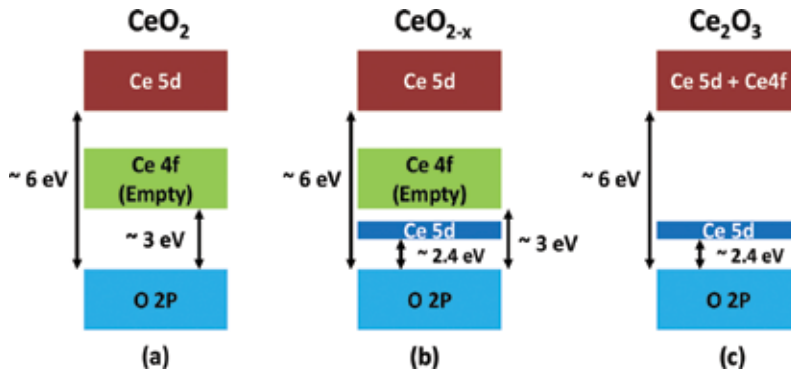 CeO2
Ce 5d
~ 6 eV
Ce 4f
(Empty)
~ 3 eV
O 2P
(a)
CeO2-x
Ce 5d
~ 6 eV
Ce 4f
(Empty)
Ce 5d
~ 2.4 eV
~ 3 eV
O 2P
(b)
Ce2O3
Ce 5d + Ce4f
~ 6 eV
Ce 5d
~ 2.4 eV
O 2P
(c)